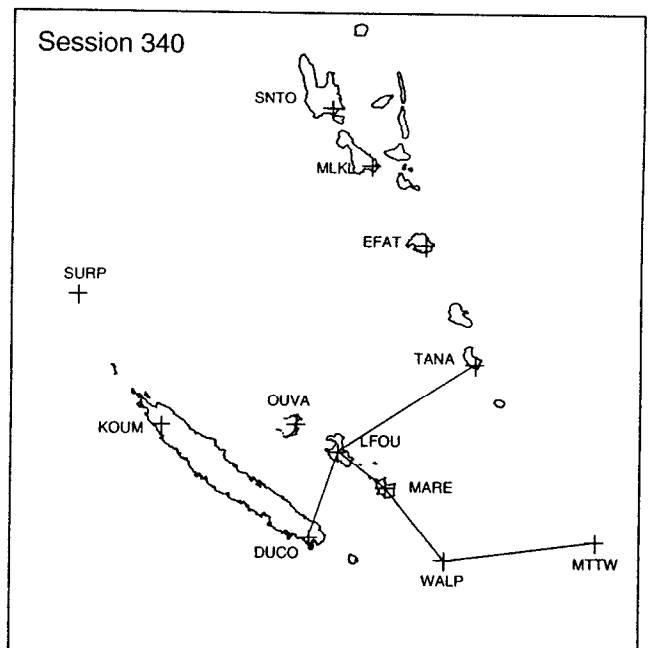 Session 340
SNTO
MLKL
EFAT
SURP
TANA
OUVA
KOUM
LFOU
MARE
DUCO
WALP
MTTW